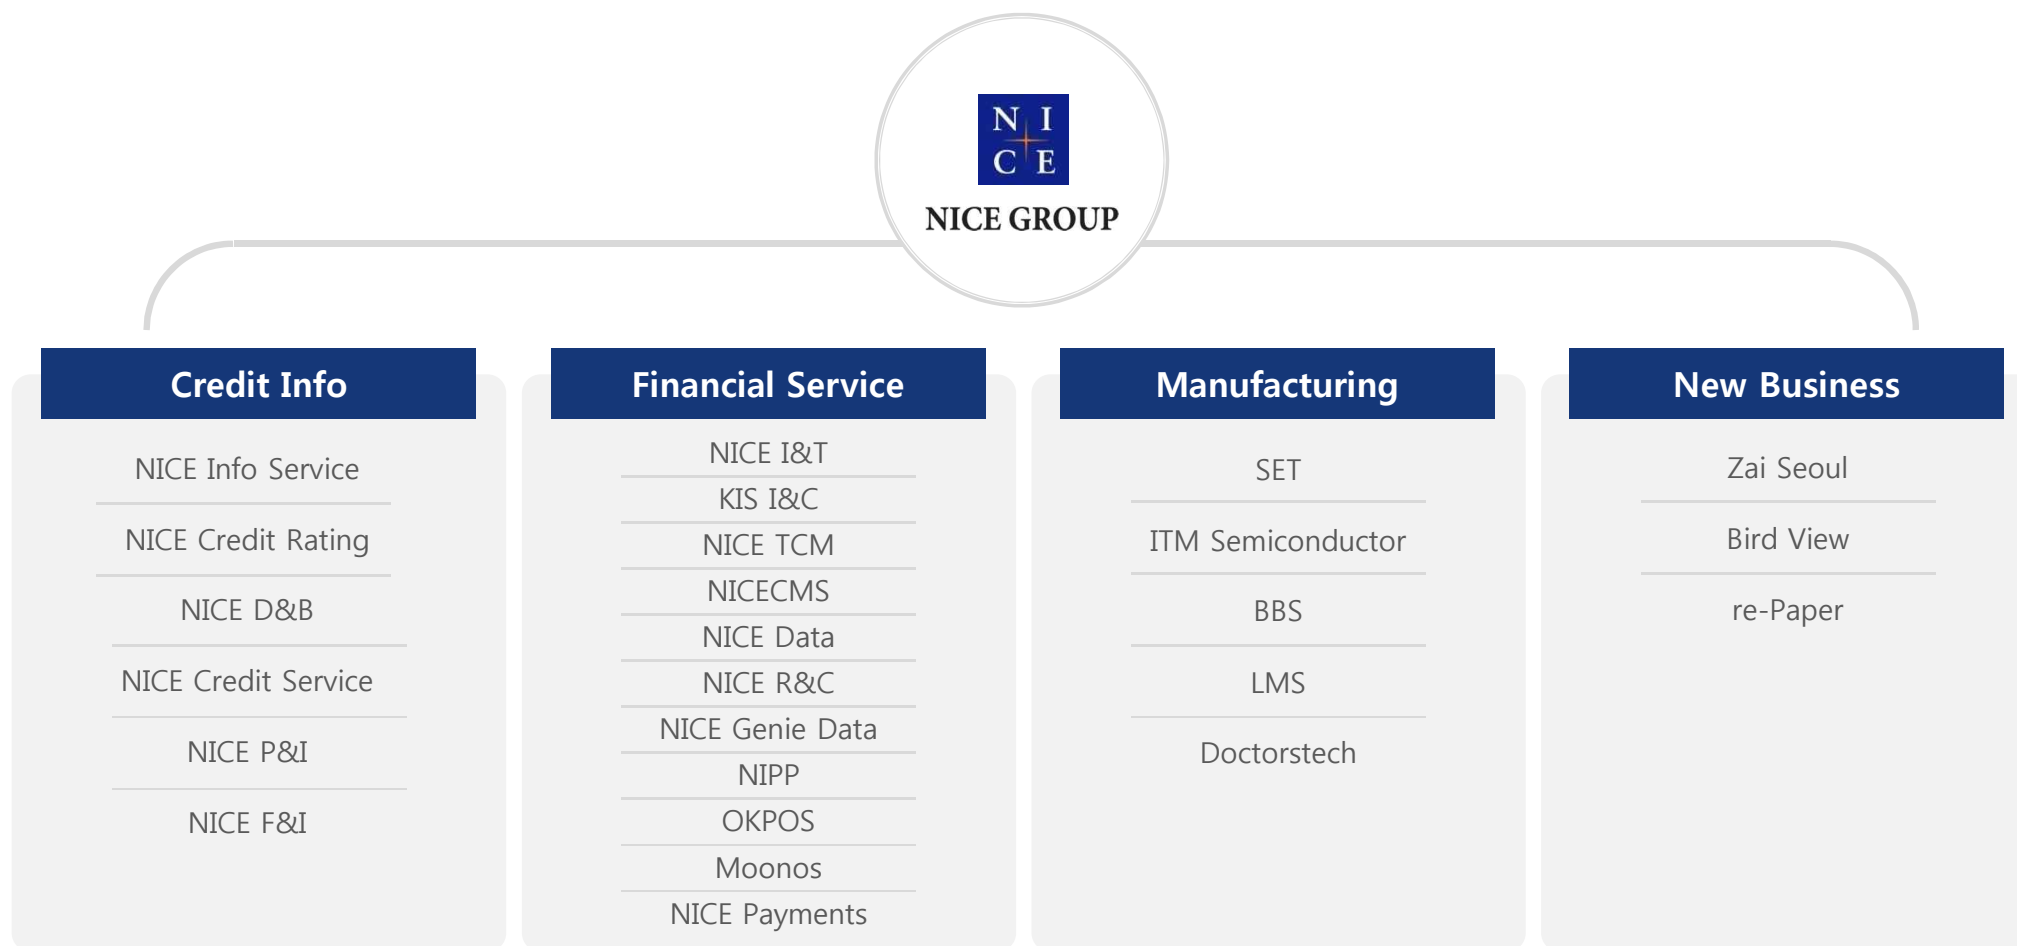 N I
C E
NICE GROUP
Credit Info
NICE Info Service
NICE Credit Rating
NICE D&B
NICE Credit Service
NICE P&I
NICE F&I
Financial Service
NICE I&T
KIS I&C
NICE TCM
NICECMS
NICE Data
NICE R&C
NICE Genie Data
NIPP
OKPOS
Moonos
NICE Payments
Manufacturing
SET
ITM Semiconductor
BBS
LMS
Doctorstech
New Business
Zai Seoul
Bird View
re-Paper